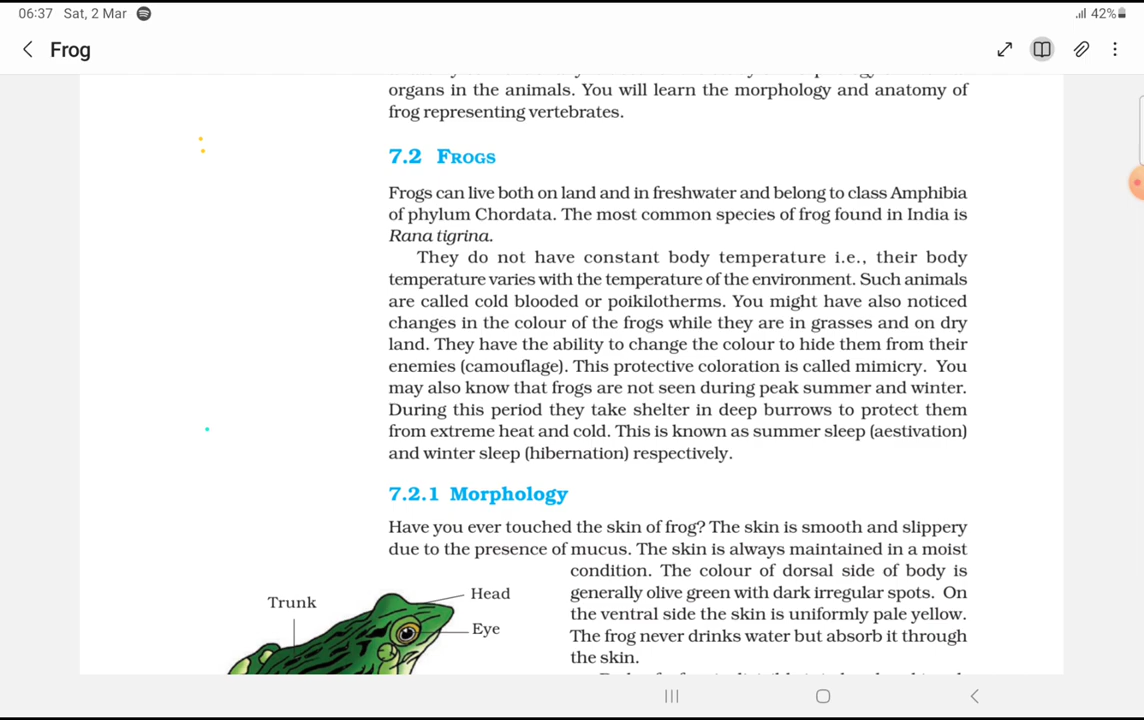 06:37 Sat, 2 Mar
42%
Frog
organs in the animals. You will learn the morphology and anatomy of
frog representing vertebrates.
7.2 FROGS
Frogs can live both on land and in freshwater and belong to class Amphibia
of phylum Chordata. The most common species of frog found in India is
Rana tigrina.
They do not have constant body temperature i.e., their body
temperature varies with the temperature of the environment. Such animals
are called cold blooded or poikilotherms. You might have also noticed
changes in the colour of the frogs while they are in grasses and on dry
land. They have the ability to change the colour to hide them from their
enemies (camouflage). This protective coloration is called mimicry. You
may also know that frogs are not seen during peak summer and winter.
During this period they take shelter in deep burrows to protect them
from extreme heat and cold. This is known as summer sleep (aestivation)
and winter sleep (hibernation) respectively.
7.2.1 Morphology
Have you ever touched the skin of frog? The skin is smooth and slippery
due to the presence of mucus. The skin is always maintained in a moist
condition. The colour of dorsal side of body is
generally olive green with dark irregular spots. On
the ventral side the skin is uniformly pale yellow.
The frog never drinks water but absorb it through
the skin.
Trunk
Head
Eye